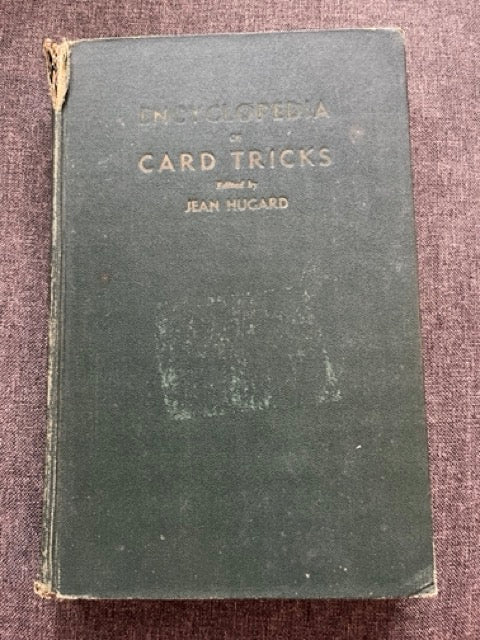 ENCYCLOPEDIA
OF
CARD TRICKS
Edited by
JEAN HUGARD